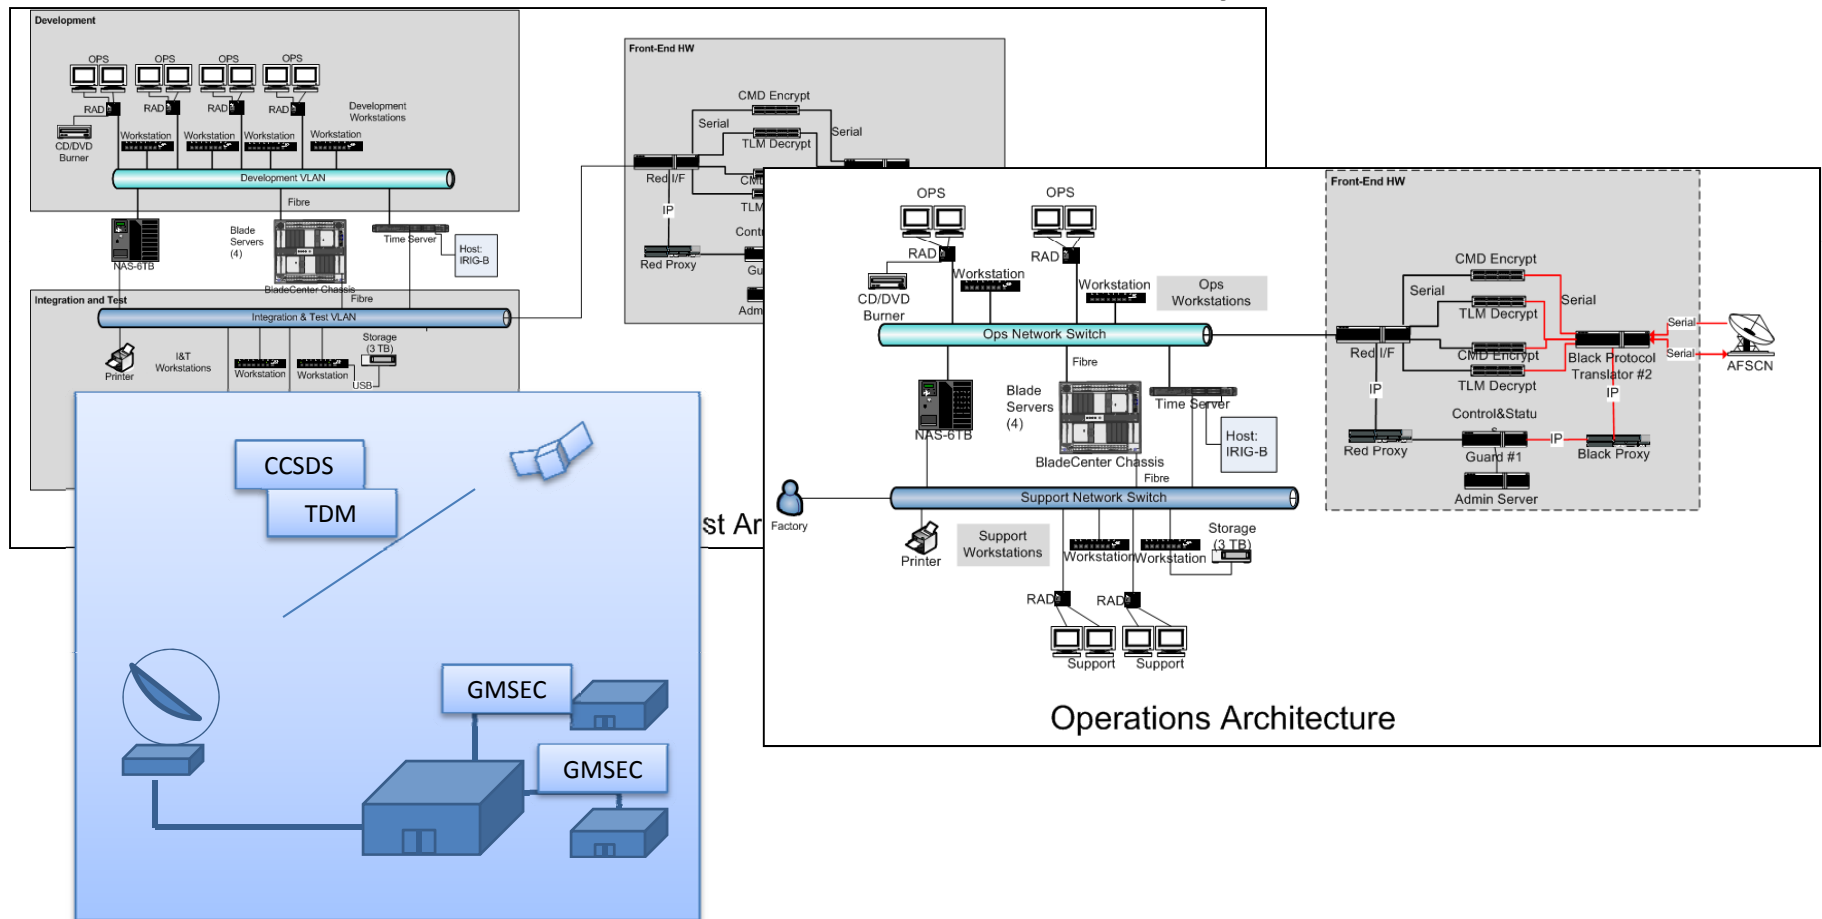 Development
OPS
OPS
OPS
OPS
RAD
RAD
RAD
RAD
Development
Workstations
CD/DVD
Burner
Workstation
Workstation
Workstation
Workstation
Development VLAN
Fibre
NAS-6TB
Blade
Servers
(4)
BladeCenter Chassis
Time Server
Host:
IRIG-B
Fibre
Integration and Test
Integration & Test VLAN
Printer
I&T
Workstations
Workstation
Workstation
Storage
(3 TB)
USB
Front-End HW
CMD Encrypt
Serial
Serial
TLM Decrypt
Red I/F
CM
TLM
IP
Cont
Red Proxy
Gu
Adm
st Ar
CCSDS
TDM
GMSEC
GMSEC
OPS
OPS
RAD
RAD
CD/DVD
Burner
Workstation
Workstation
Ops
Workstations
Ops Network Switch
Fibre
NAS-6TB
Blade
Servers
(4)
BladeCenter Chassis
Time Server
Host:
IRIG-B
Fibre
Factory
Support Network Switch
Printer
Support
Workstations
Workstation
Workstation
Storage
(3 TB)
RAD
RAD
Support
Support
Front-End HW
CMD Encrypt
Serial
Serial
TLM Decrypt
Red I/F
CMD Encrypt
TLM Decrypt
Black Protocol
Translator #2
Serial
Serial
AFSCN
IP
IP
Control&Statu
s
Red Proxy
Guard #1
IP
Black Proxy
Admin Server
Operations Architecture